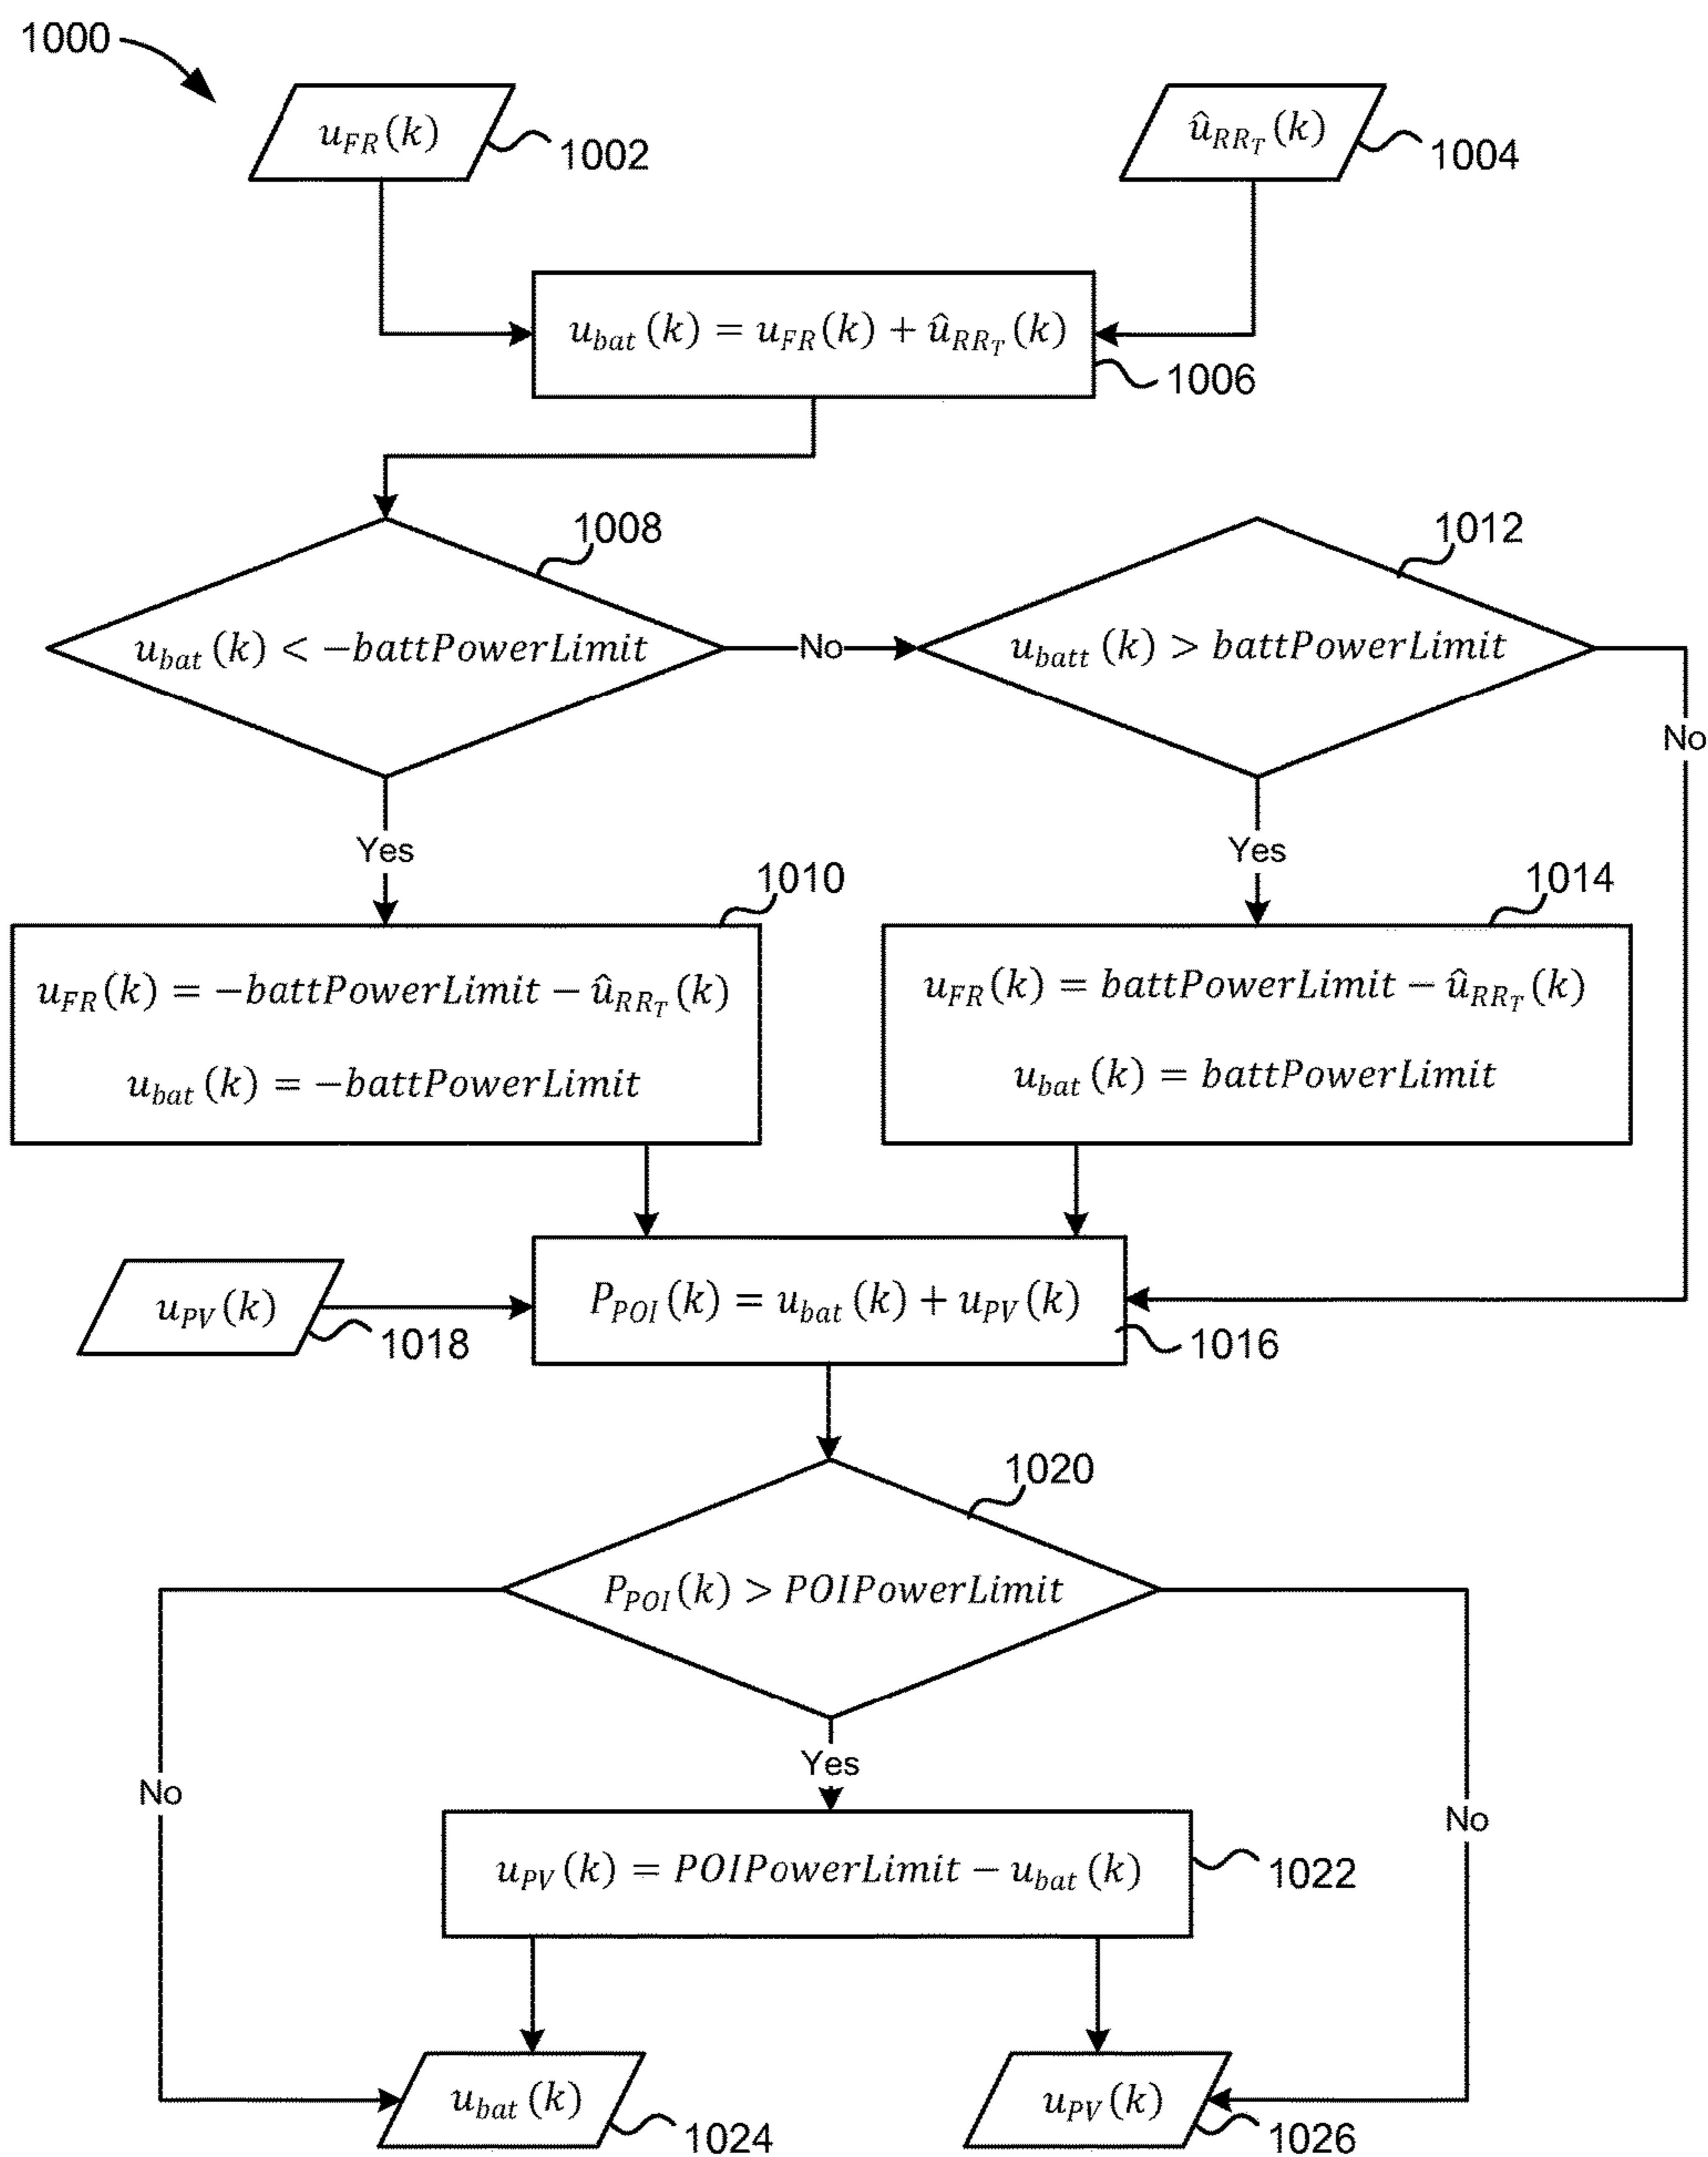 1000
u_FR(k)
1002
û_RR_T(k)
1004
u_bat(k) = u_FR(k) + û_RR_T(k)
1006
1008
1012
u_bat(k) < −battPowerLimit
No
u_batt(k) > battPowerLimit
No
Yes
Yes
1010
1014
u_FR(k) = −battPowerLimit − û_RR_T(k)
u_bat(k) = −battPowerLimit
u_FR(k) = battPowerLimit − û_RR_T(k)
u_bat(k) = battPowerLimit
u_PV(k)
1018
P_POI(k) = u_bat(k) + u_PV(k)
1016
1020
P_POI(k) > POIPowerLimit
Yes
No
No
u_PV(k) = POIPowerLimit − u_bat(k)
1022
u_bat(k)
1024
u_PV(k)
1026